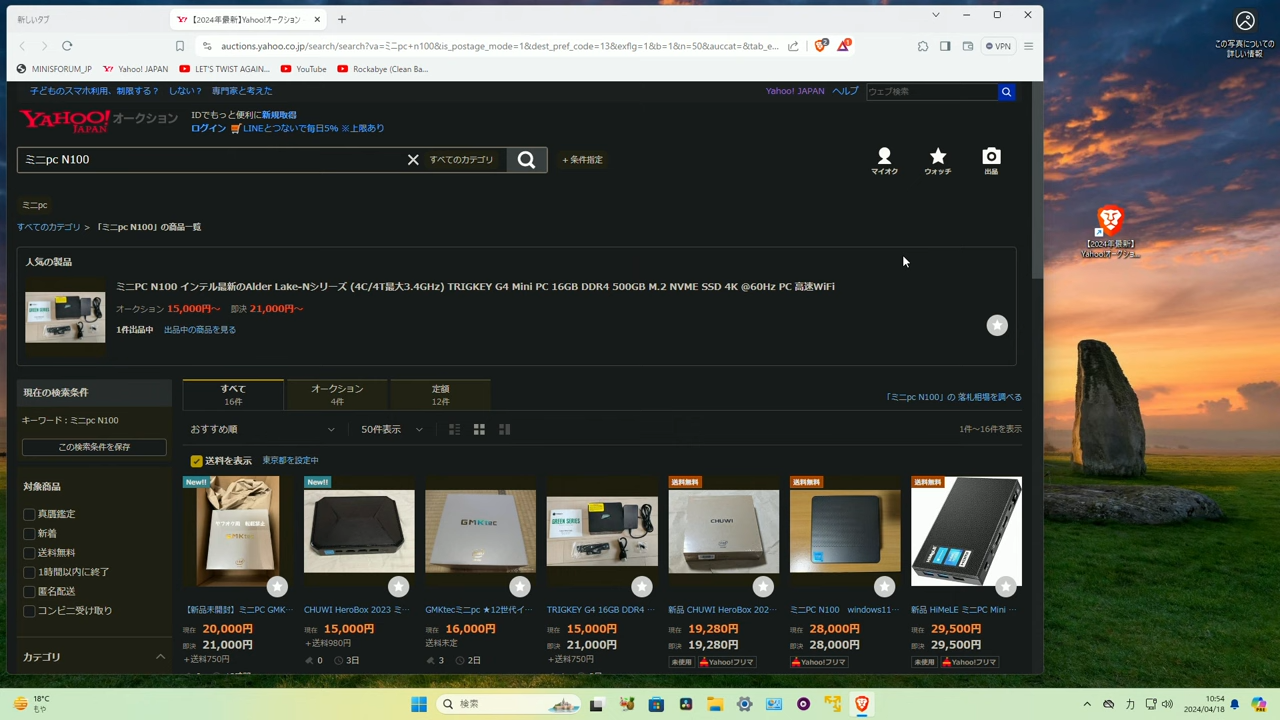 新しいタブ
【2024年最新】Yahoo!オークション
auctions.yahoo.co.jp/search/search?va=ミニpc+n100&is_postage_mode=1&dest_pref_code=13&exflg=1&b=1&n=50&auccat=&tab_e...
VPN
MINISFORUM_JP
Yahoo! JAPAN
LET'S TWIST AGAIN...
YouTube
Rockabye (Clean Ba...
この写真についての
詳しい情報
子どものスマホ利用、制限する？ しない？ 専門家と考えた
Yahoo! JAPAN
ヘルプ
ウェブ検索
YAHOO!
JAPAN
オークション
IDでもっと便利に新規取得
ログイン
LINEとつないで毎日5% ※上限あり
ミニpc N100
すべてのカテゴリ
+ 条件指定
マイオク
ウォッチ
出品
ミニpc
すべてのカテゴリ > 「ミニpc N100」の商品一覧
【2024年最新】
Yahoo!オークショ...
人気の製品
ミニPC N100 インテル最新のAlder Lake-Nシリーズ (4C/4T最大3.4GHz) TRIGKEY G4 Mini PC 16GB DDR4 500GB M.2 NVME SSD 4K @60Hz PC 高速WiFi
オークション 15,000円〜 即決 21,000円〜
1件出品中 出品中の商品を見る
現在の検索条件
キーワード：ミニpc N100
この検索条件を保存
対象商品
真贋鑑定
新着
送料無料
1時間以内に終了
匿名配送
コンビニ受け取り
カテゴリ
すべて
16件
オークション
4件
定額
12件
「ミニpc N100」の 落札相場を調べる
おすすめ順
50件表示
1件〜16件を表示
送料を表示 東京都を設定中
New!!
【新品未開封】ミニPC GMK...
現在 20,000円
即決 21,000円
＋送料750円
New!!
CHUWI HeroBox 2023 ミ...
現在 15,000円
＋送料980円
0 3日
GMKtec
GMKtecミニpc ★12世代イ...
現在 16,000円
送料未定
3 2日
GREEN SERIES
TRIGKEY G4 16GB DDR4 ...
現在 15,000円
即決 21,000円
＋送料750円
送料無料
CHUWI
新品 CHUWI HeroBox 202...
現在 19,280円
即決 19,280円
未使用 Yahoo!フリマ
送料無料
ミニPC N100 windows11...
現在 28,000円
即決 28,000円
Yahoo!フリマ
送料無料
新品 HiMeLE ミニPC Mini ...
現在 29,500円
即決 29,500円
未使用 Yahoo!フリマ
18°C
もや
検索
10:54
2024/04/18